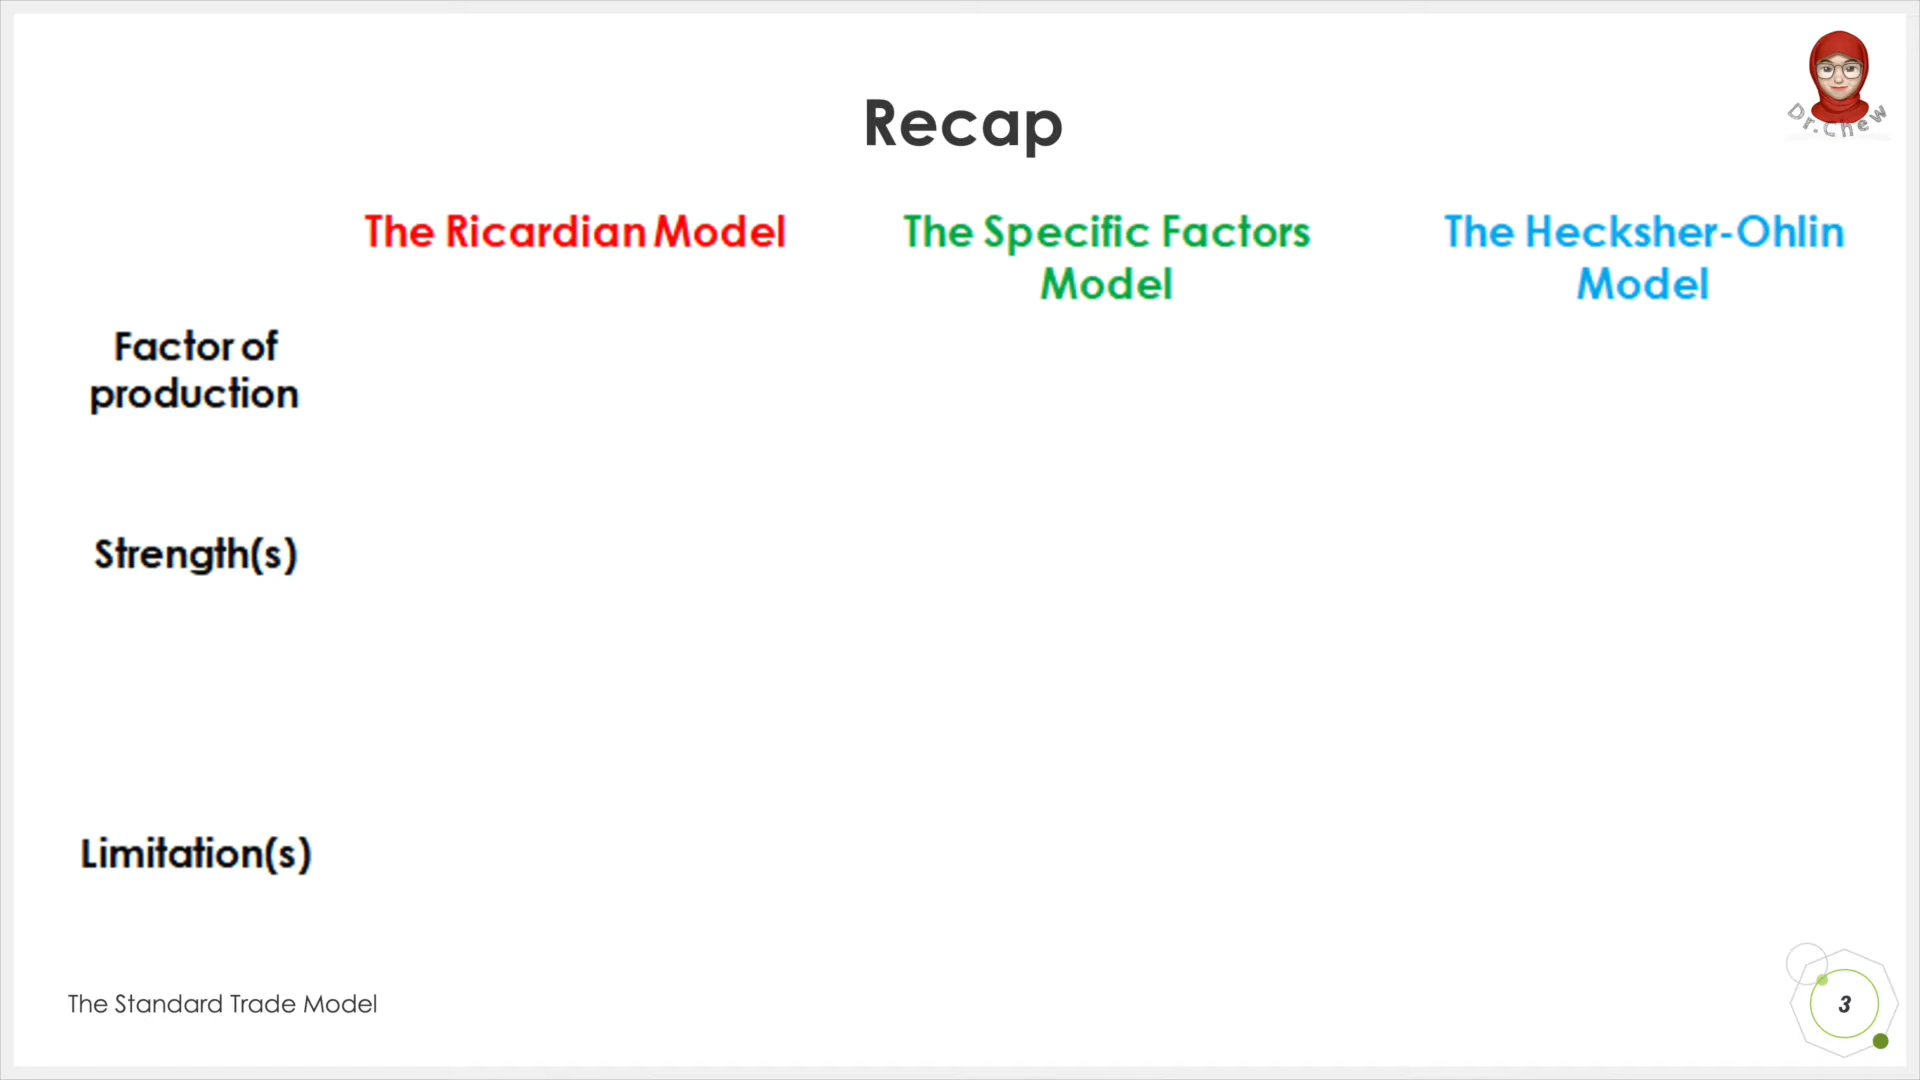 Dr.Chew
Recap
The Ricardian Model
The Specific Factors
Model
The Hecksher-Ohlin
Model
Factor of
production
Strength(s)
Limitation(s)
The Standard Trade Model
3